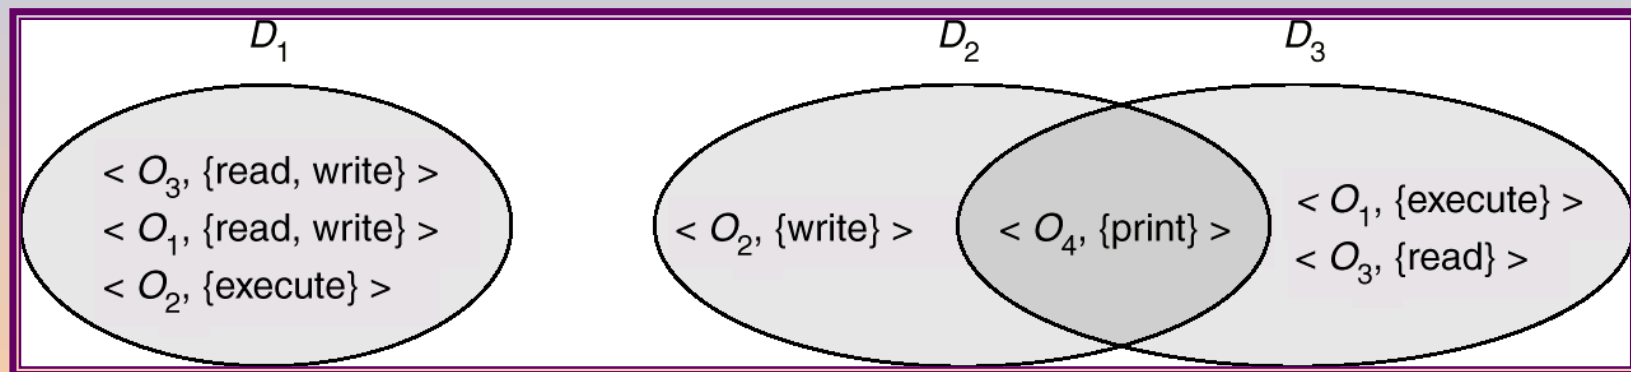 D₁
D₂
D₃
< O₃, {read, write} >
< O₁, {read, write} >
< O₂, {execute} >
< O₂, {write} >
< O₄, {print} >
< O₁, {execute} >
< O₃, {read} >